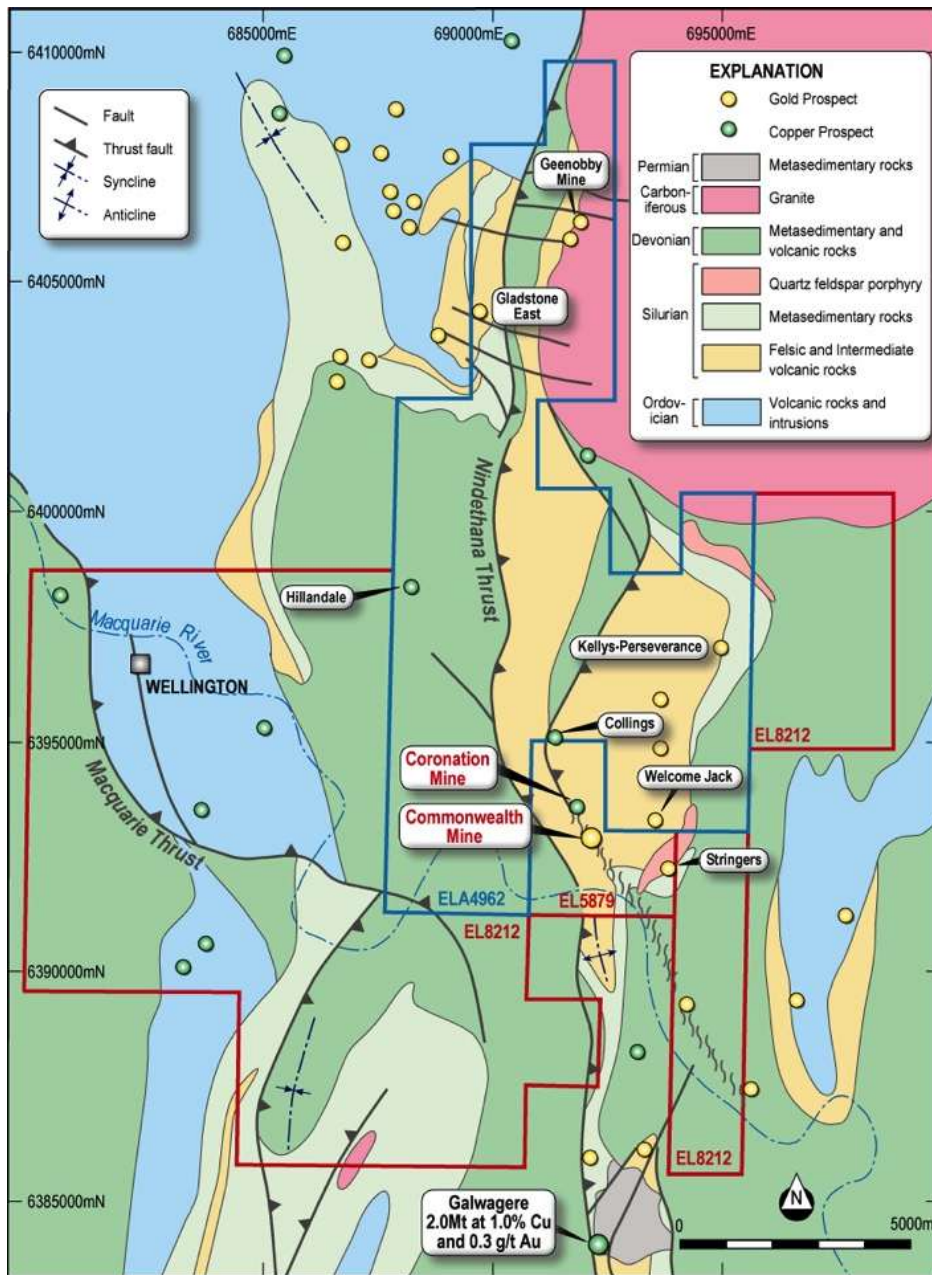 685000mE
690000mE
695000mE
6410000mN
6405000mN
6400000mN
6395000mN
6390000mN
6385000mN
Fault
Thrust fault
Syncline
Anticline
EXPLANATION
Gold Prospect
Copper Prospect
Permian
Metasedimentary rocks
Carbon-
iferous
Granite
Devonian
Metasedimentary and
volcanic rocks
Silurian
Quartz feldspar porphyry
Metasedimentary rocks
Felsic and Intermediate
volcanic rocks
Ordov-
ician
Volcanic rocks and
intrusions
Geenobby
Mine
Gladstone
East
Nindethana Thrust
Hillandale
Macquarie River
WELLINGTON
Macquarie Thrust
Kellys-Perseverance
Collings
EL8212
Coronation
Mine
Welcome Jack
Commonwealth
Mine
Stringers
ELA4962
EL5879
EL8212
EL8212
Galwagere
2.0Mt at 1.0% Cu
and 0.3 g/t Au
N
0
5000m